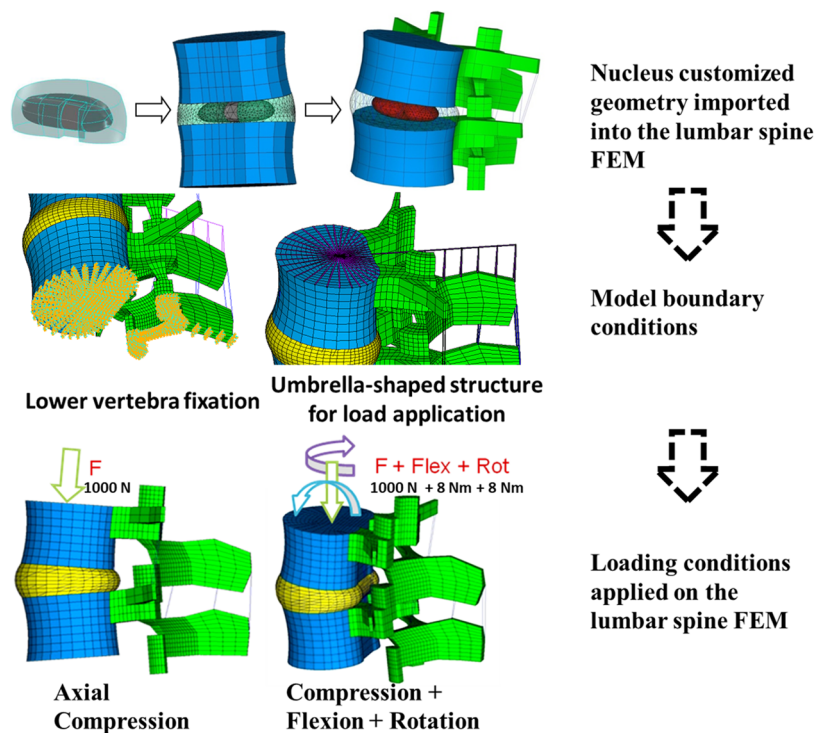 Nucleus customized
geometry imported
into the lumbar spine
FEM
Model boundary
conditions
Lower vertebra fixation
Umbrella-shaped structure
for load application
F
1000 N
F + Flex + Rot
1000 N + 8 Nm + 8 Nm
Loading conditions
applied on the
lumbar spine FEM
Axial
Compression
Compression +
Flexion + Rotation